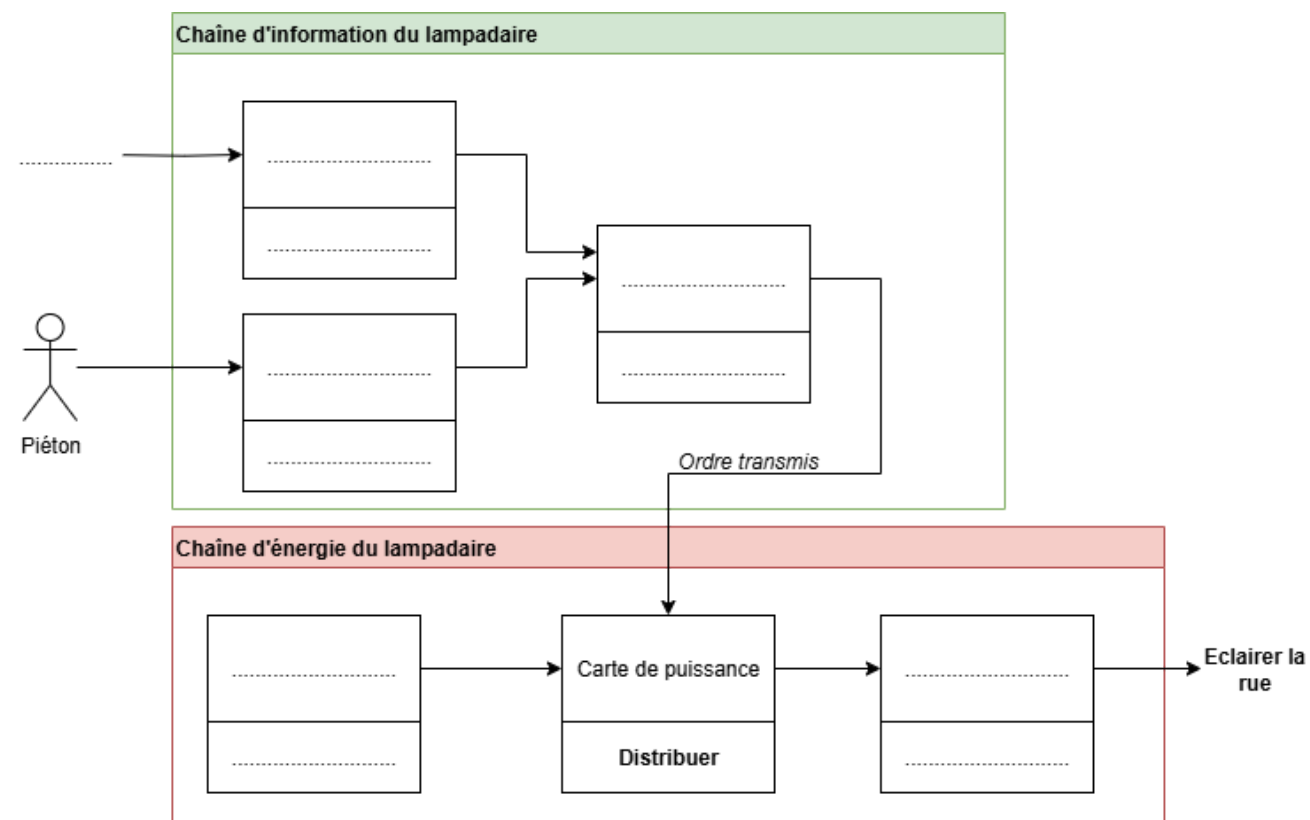 Chaîne d'information du lampadaire
Piéton
Ordre transmis
Chaîne d'énergie du lampadaire
Carte de puissance
Distribuer
Eclairer la
rue